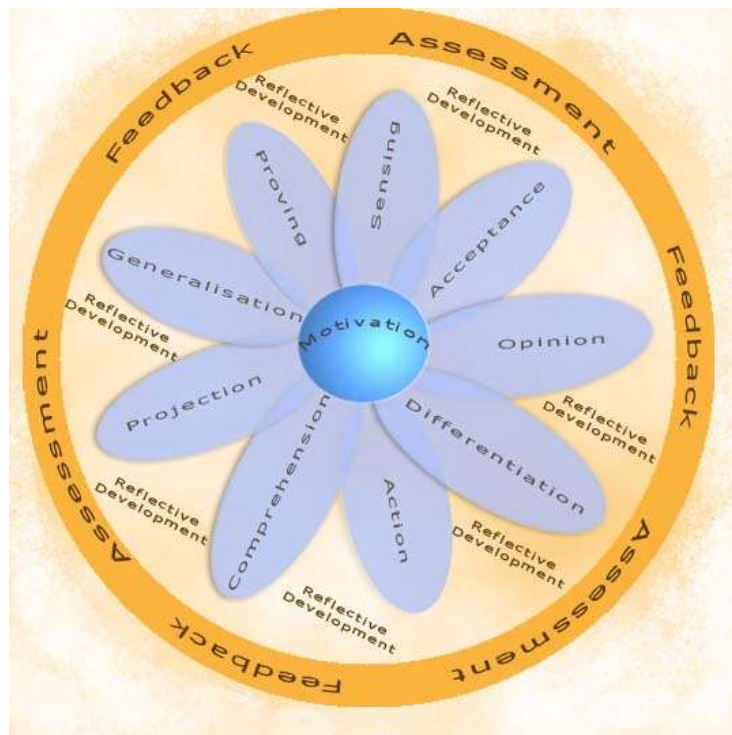 Assessment
Feedback
Assessment
Feedback
Assessment
Feedback
Reflective
Development
Reflective
Development
Reflective
Development
Reflective
Development
Reflective
Development
Reflective
Development
Reflective
Development
Sensing
Acceptance
Opinion
Differentiation
Action
Comprehension
Projection
Generalisation
Proving
Motivation